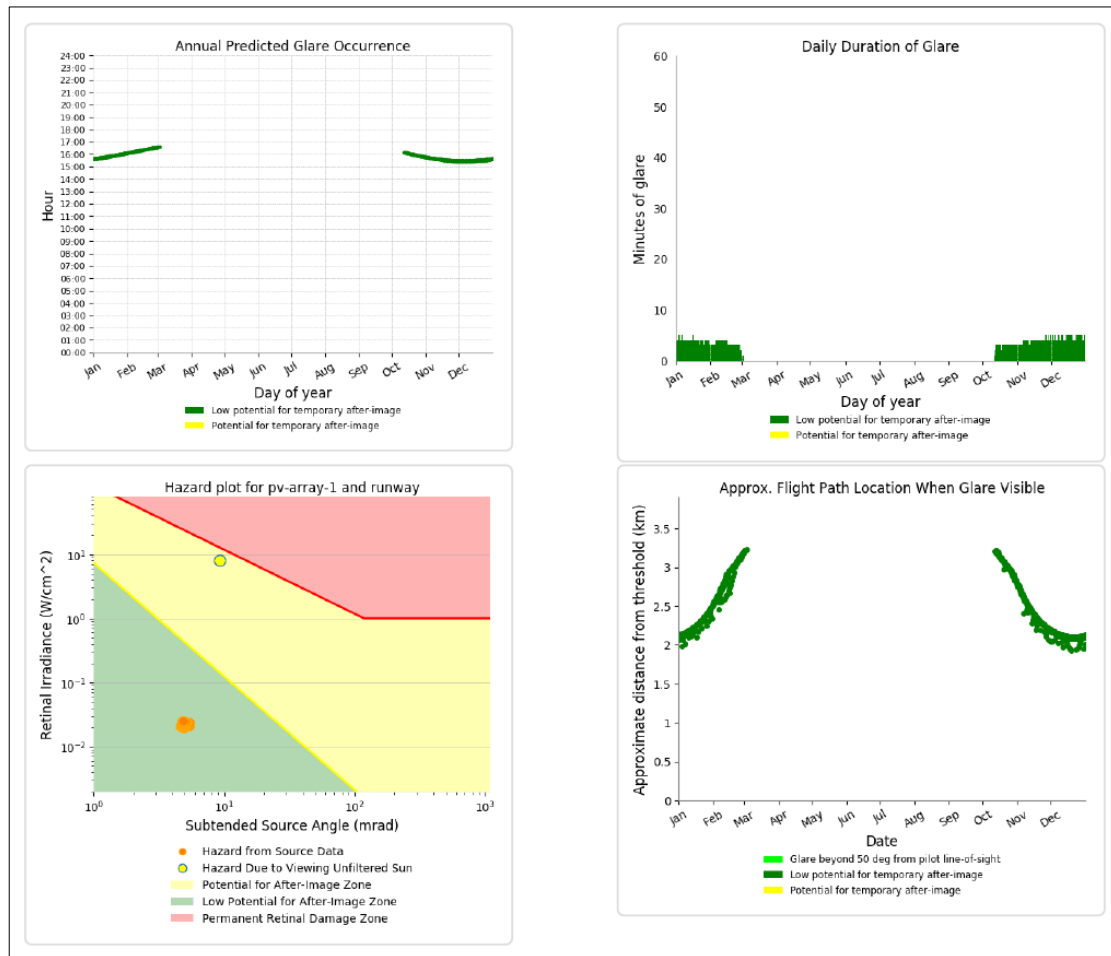 Annual Predicted Glare Occurrence
24:00
23:00
22:00
21:00
20:00
19:00
18:00
17:00
16:00
15:00
14:00
13:00
12:00
11:00
10:00
09:00
08:00
07:00
06:00
05:00
04:00
03:00
02:00
01:00
00:00
Hour
Jan Feb Mar Apr May Jun Jul Aug Sep Oct Nov Dec
Day of year
Low potential for temporary after-image
Potential for temporary after-image
Daily Duration of Glare
60
50
40
30
20
10
0
Minutes of glare
Jan Feb Mar Apr May Jun Jul Aug Sep Oct Nov Dec
Day of year
Low potential for temporary after-image
Potential for temporary after-image
Hazard plot for pv-array-1 and runway
10^1
10^0
10^-1
10^-2
Retinal Irradiance (W/cm^2)
10^0 10^1 10^2 10^3
Subtended Source Angle (mrad)
Hazard from Source Data
Hazard Due to Viewing Unfiltered Sun
Potential for After-Image Zone
Low Potential for After-Image Zone
Permanent Retinal Damage Zone
Approx. Flight Path Location When Glare Visible
3.5
3
2.5
2
1.5
1
0.5
0
Approximate distance from threshold (km)
Jan Feb Mar Apr May Jun Jul Aug Sep Oct Nov Dec
Date
Glare beyond 50 deg from pilot line-of-sight
Low potential for temporary after-image
Potential for temporary after-image